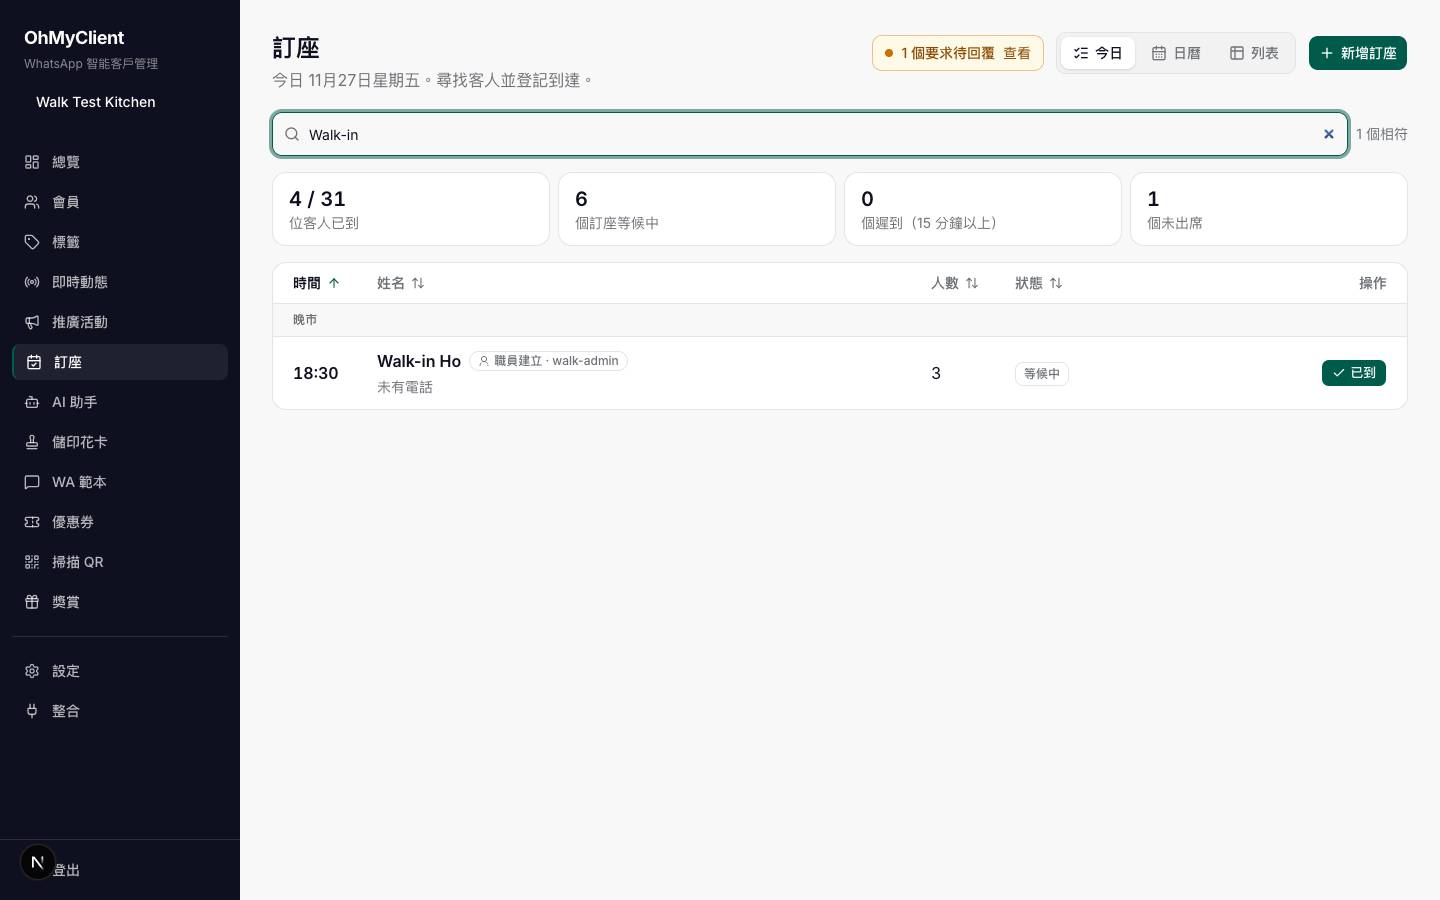 OhMyClient
WhatsApp 智能客戶管理
Walk Test Kitchen
總覽
會員
標籤
即時動態
推廣活動
訂座
AI 助手
儲印花卡
WA 範本
優惠券
掃描 QR
獎賞
設定
整合
N
登出
訂座
今日 11月27日星期五。尋找客人並登記到達。
1 個要求待回覆 查看
今日
日曆
列表
新增訂座
Walk-in
1 個相符
4 / 31
位客人已到
6
個訂座等候中
0
個遲到（15 分鐘以上）
1
個未出席
時間 姓名 人數 狀態 操作
晚市
18:30
Walk-in Ho
職員建立 · walk-admin
未有電話
3
等候中
已到